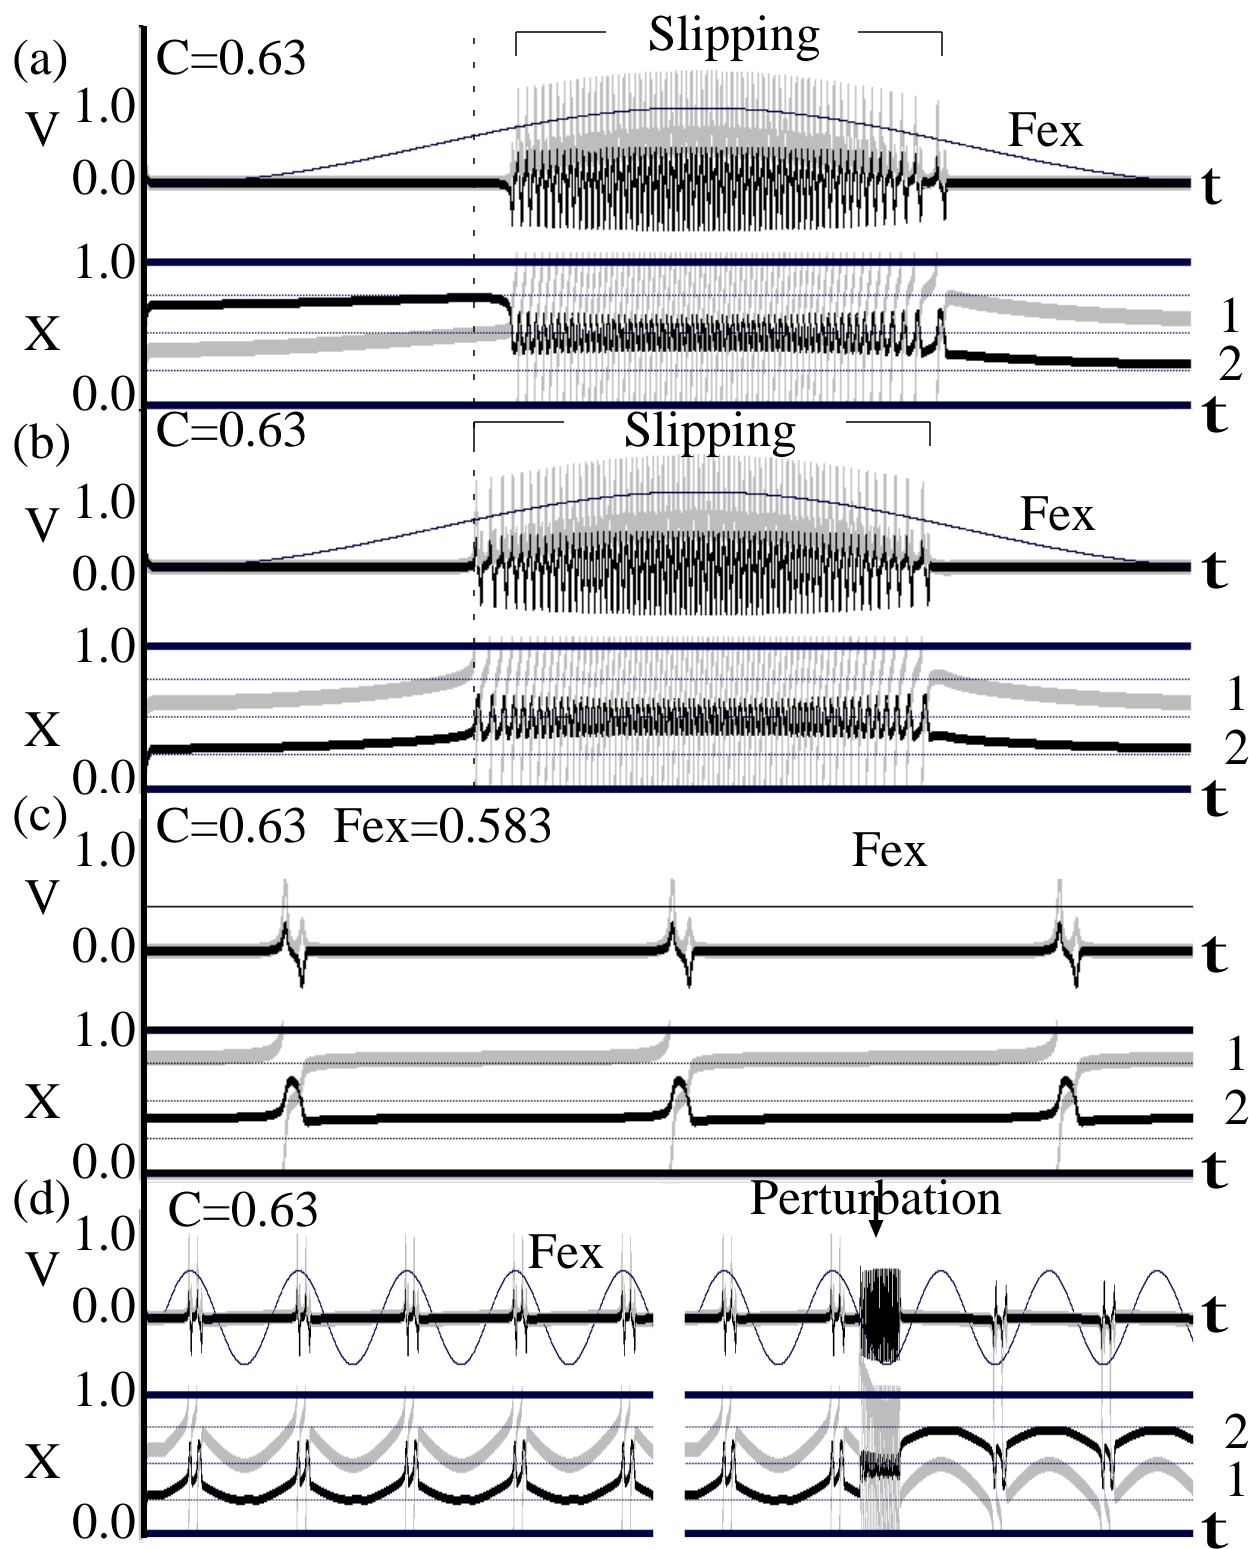 (a) C=0.63 Slipping
1.0
V
Fex
0.0 t
1.0
X 1
2
0.0 t
(b) C=0.63 Slipping
1.0
V Fex
0.0 t
1.0
1
X 2
0.0 t
(c) C=0.63 Fex=0.583
1.0 Fex
V
0.0 t
1.0
1
X 2
0.0 t
(d) C=0.63 Perturbation
1.0
V Fex
0.0 t
1.0
2
X 1
0.0 t